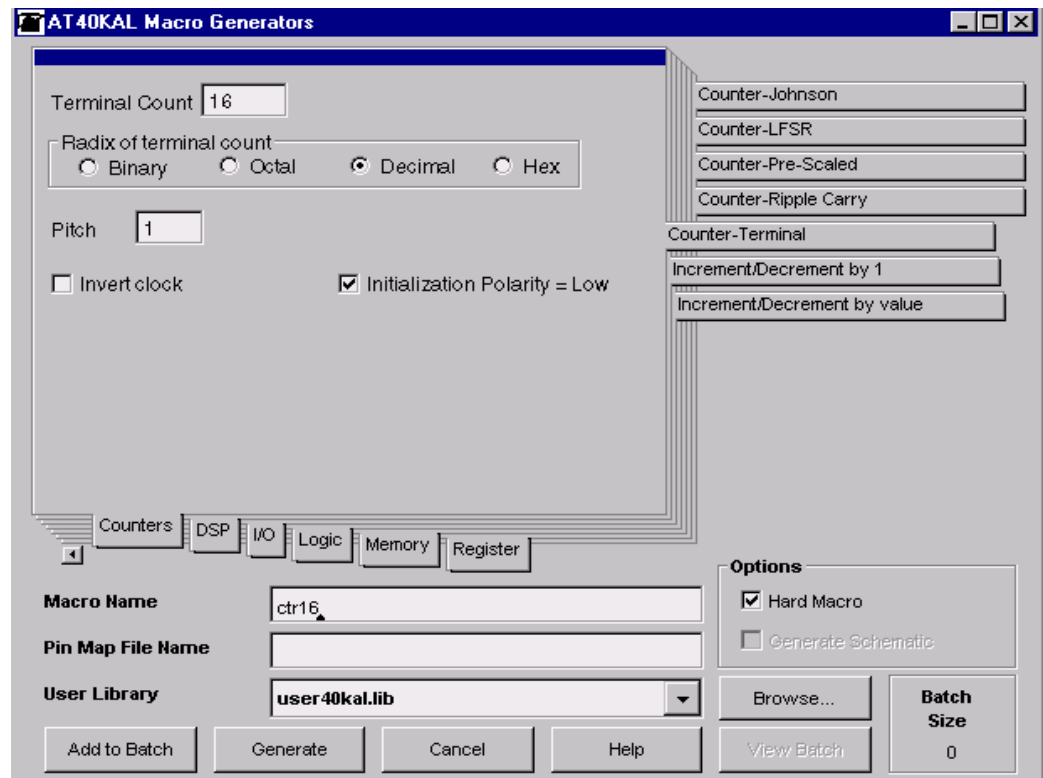 AT40KAL Macro Generators
Terminal Count 16
Radix of terminal count
Binary Octal Decimal Hex
Pitch 1
Invert clock Initialization Polarity = Low
Counter-Johnson
Counter-LFSR
Counter-Pre-Scaled
Counter-Ripple Carry
Counter-Terminal
Increment/Decrement by 1
Increment/Decrement by value
Counters DSP I/O Logic Memory Register
Macro Name ctr16
Pin Map File Name
User Library user40kal.lib
Options
Hard Macro
Generate Schematic
Browse...
View Batch
Batch
Size
0
Add to Batch Generate Cancel Help